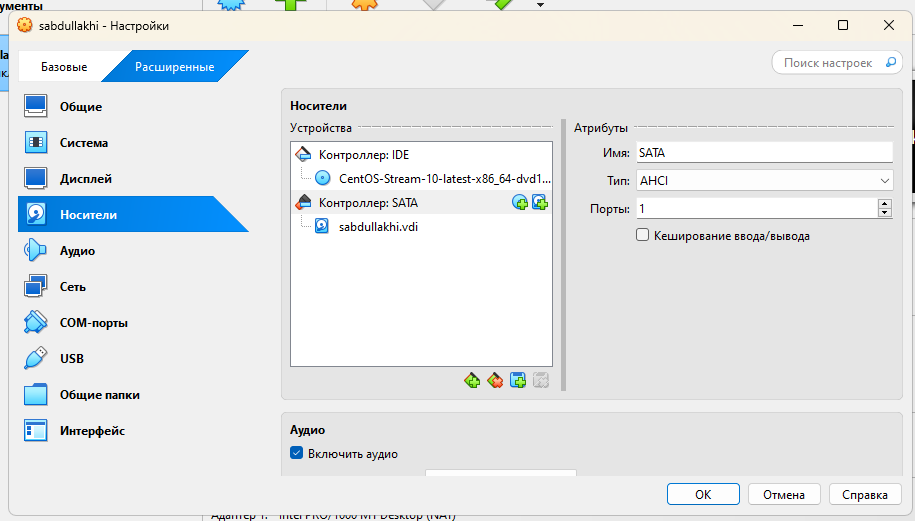 ументы
sabdullakhi - Настройки
Базовые
Расширенные
Поиск настроек
Общие
Система
Дисплей
Носители
Аудио
Сеть
COM-порты
USB
Общие папки
Интерфейс
Носители
Устройства
Контроллер: IDE
CentOS-Stream-10-latest-x86_64-dvd1...
Контроллер: SATA
sabdullakhi.vdi
Атрибуты
Имя: SATA
Тип: AHCI
Порты: 1
Кеширование ввода/вывода
Аудио
Включить аудио
OK
Отмена
Справка
Адаптер 1: Intel PRO/1000 MT Desktop (NAT)